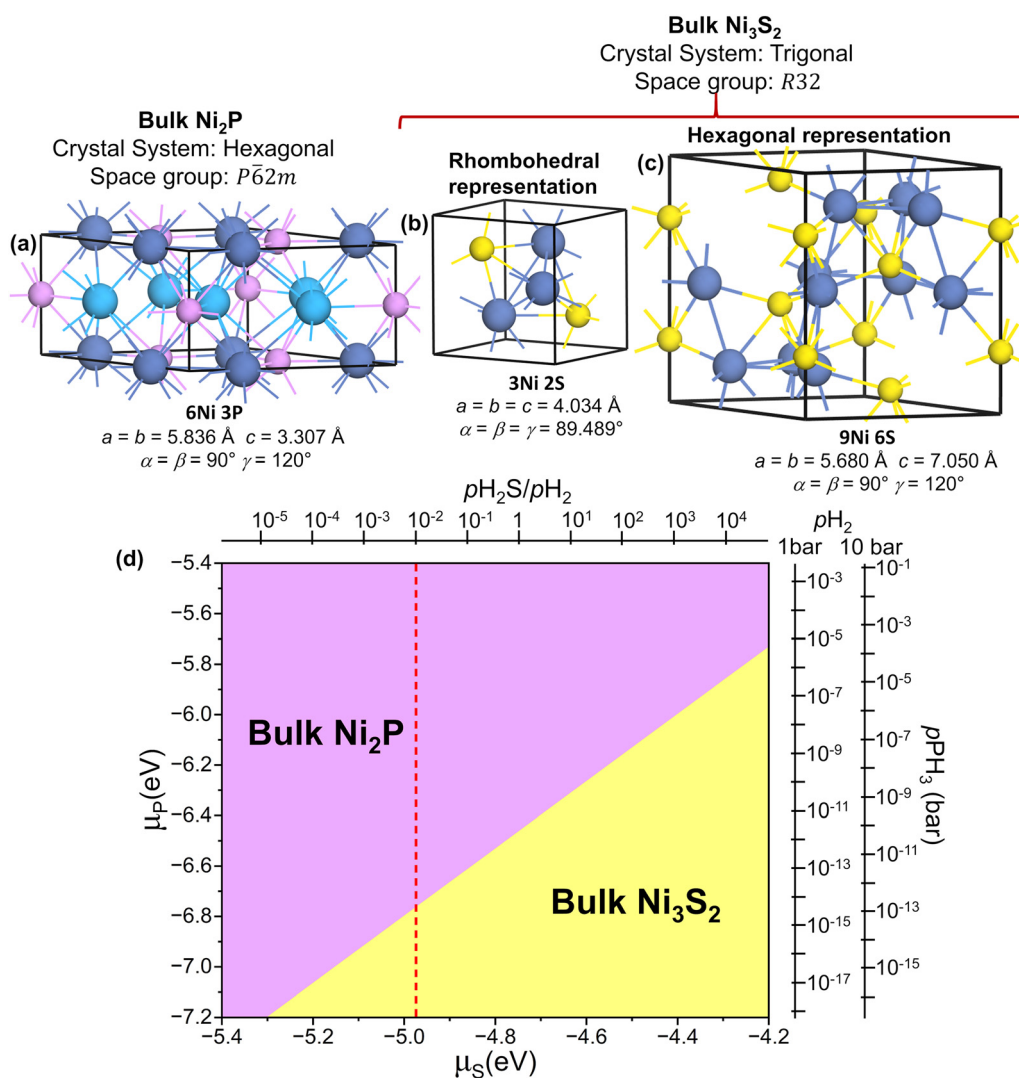 Bulk Ni₃S₂
Crystal System: Trigonal
Space group: R32
Bulk Ni₂P
Crystal System: Hexagonal
Space group: P6̅2m
Rhombohedral
representation
Hexagonal representation
(a)
(b)
(c)
6Ni 3P
a = b = 5.836 Å c = 3.307 Å
α = β = 90° γ = 120°
3Ni 2S
a = b = c = 4.034 Å
α = β = γ = 89.489°
9Ni 6S
a = b = 5.680 Å c = 7.050 Å
α = β = 90° γ = 120°
pH₂S/pH₂
10⁻⁵ 10⁻⁴ 10⁻³ 10⁻² 10⁻¹ 1 10¹ 10² 10³ 10⁴
pH₂
1bar 10 bar
(d)
−5.4
−5.6
−5.8
−6.0
−6.2
−6.4
−6.6
−6.8
−7.0
−7.2
μP(eV)
Bulk Ni₂P
Bulk Ni₃S₂
10⁻³
10⁻⁵
10⁻⁷
10⁻⁹
10⁻¹¹
10⁻¹³
10⁻¹⁵
10⁻¹⁷
10⁻¹
10⁻³
10⁻⁵
10⁻⁷
10⁻⁹
10⁻¹¹
10⁻¹³
10⁻¹⁵
pPH₃ (bar)
−5.4 −5.2 −5.0 −4.8 −4.6 −4.4 −4.2
μS(eV)